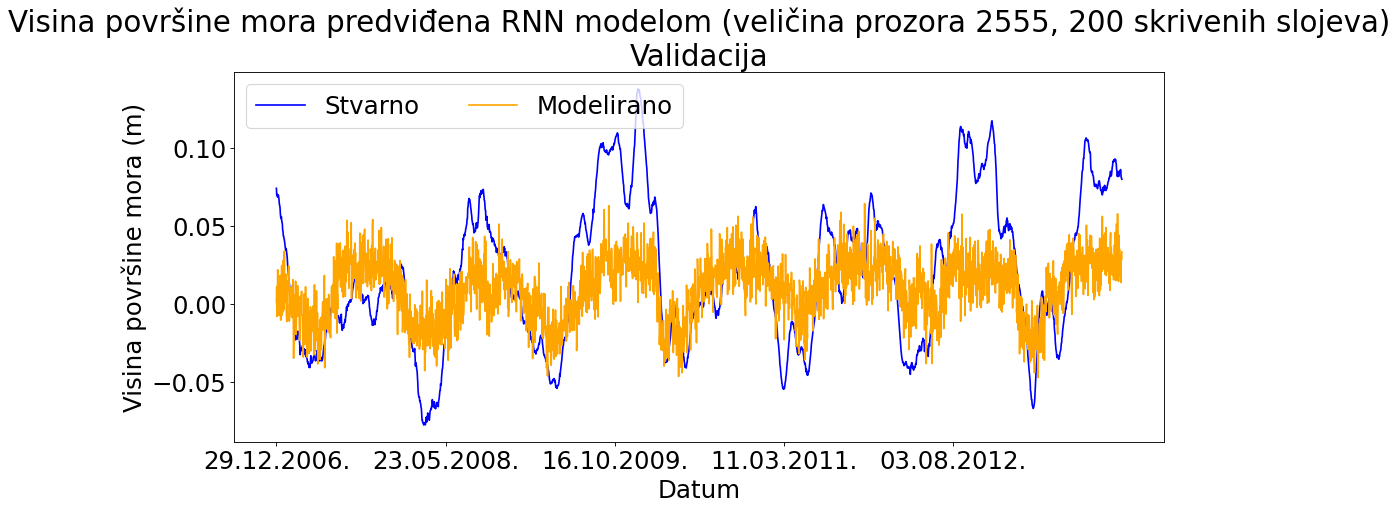 Visina površine mora predviđena RNN modelom (veličina prozora 2555, 200 skrivenih slojeva)
Validacija
Stvarno
Modelirano
Visina površine mora (m)
0.10
0.05
0.00
−0.05
29.12.2006.
23.05.2008.
16.10.2009.
11.03.2011.
03.08.2012.
Datum